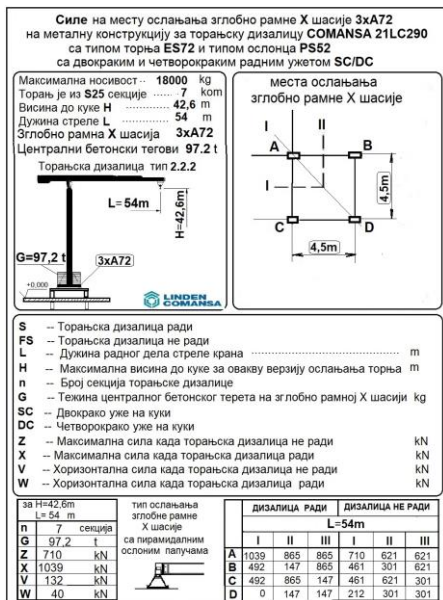 Силе на месту ослањања зглобно рамне X шасије 3xA72
на металну конструкцију за торањску дизалицу COMANSA 21LC290
са типом торња ES72 и типом ослонца PS52
са двокраким и четворокраким радним ужетом SC/DC
Максимална носивост -- 18000 kg
Торањ је из S25 секције -- 7 kom
Висина до куке H ............ 42,6 m
Дужина стреле L ............ 54 m
Зглобно рамна X шасија 3xA72
Централни бетонски тегови 97.2 t
Торањска дизалица тип 2.2.2
L=54m
H=42,6m
G=97,2 t
3xA72
+0,000
LINDEN
COMANSA
места ослањања
зглобно рамне X шасије
I
II
A
B
I
C
D
4,5m
4,5m
S -- Торањска дизалица ради
FS -- Торањска дизалица не ради
L -- Дужина радног дела стреле крана ............ m
H -- Максимална висина до куке за овакву верзију ослањања торња m
n -- Број секција торањске дизалице
G -- Тежина централног бетонског терета на зглобно рамној X шасији kg
SC -- Двокрако уже на куки
DC -- Четворокрако уже на куки
Z -- Максимална сила када торањска дизалица не ради kN
X -- Максимална сила када торањска дизалица ради kN
V -- Хоризонтална сила када торањска дизалица не ради kN
W -- Хоризонтална сила када торањска дизалица ради kN
за H=42,6m
L= 54 m
n 7 секција
G 97,2 t
Z 710 kN
X 1039 kN
V 132 kN
W 40 kN
тип ослањања
зглобне рамне
X шасије
са пирамидалним
ослоним папучама
ДИЗАЛИЦА РАДИ ДИЗАЛИЦА НЕ РАДИ
L=54m
I II III I II III
A 1039 865 865 710 621 621
B 492 147 865 461 301 621
C 492 865 147 461 621 301
D 0 147 147 212 301 301